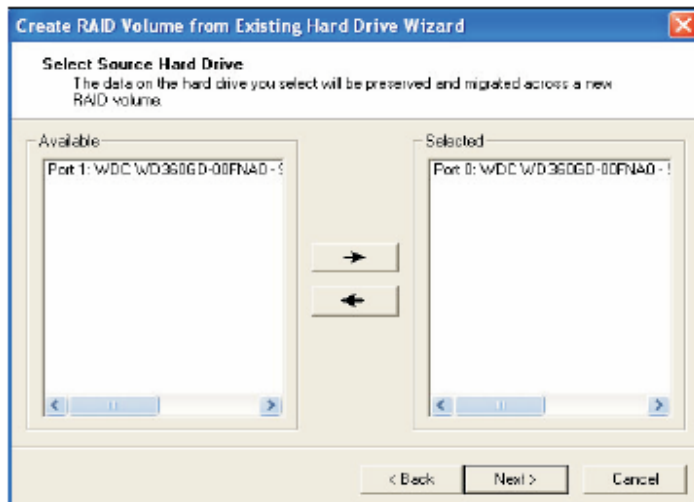 Create RAID Volume from Existing Hard Drive Wizard
Select Source Hard Drive
The data on the hard drive you select will be preserved and migrated across a new
RAID volume.
Available
Selected
Port 1: WDC WD360GD-00FNA0 -
Port 0: WDC WD360GD-00FNA0 -
< Back
Next >
Cancel